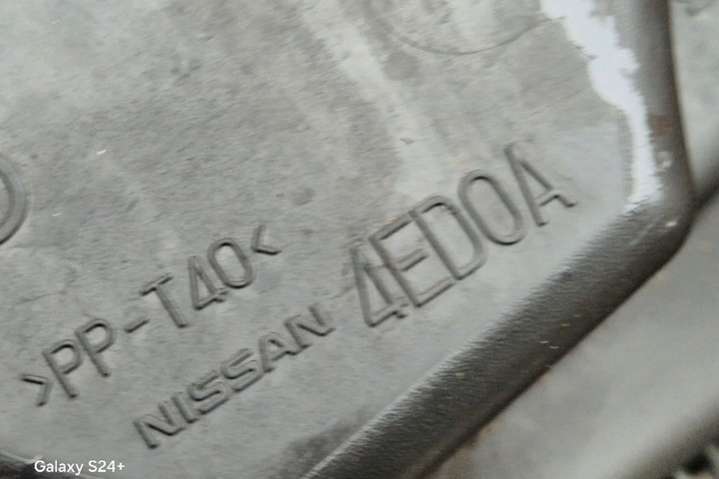 >PP-T40<
NISSAN 4ED0A
Galaxy S24+